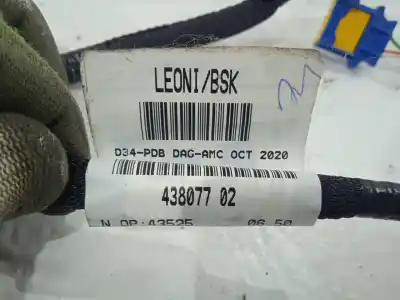 LEONI/BSK
D34-PDB DAG-AMC OCT 2020
438077 02
N OP:43525 06 50